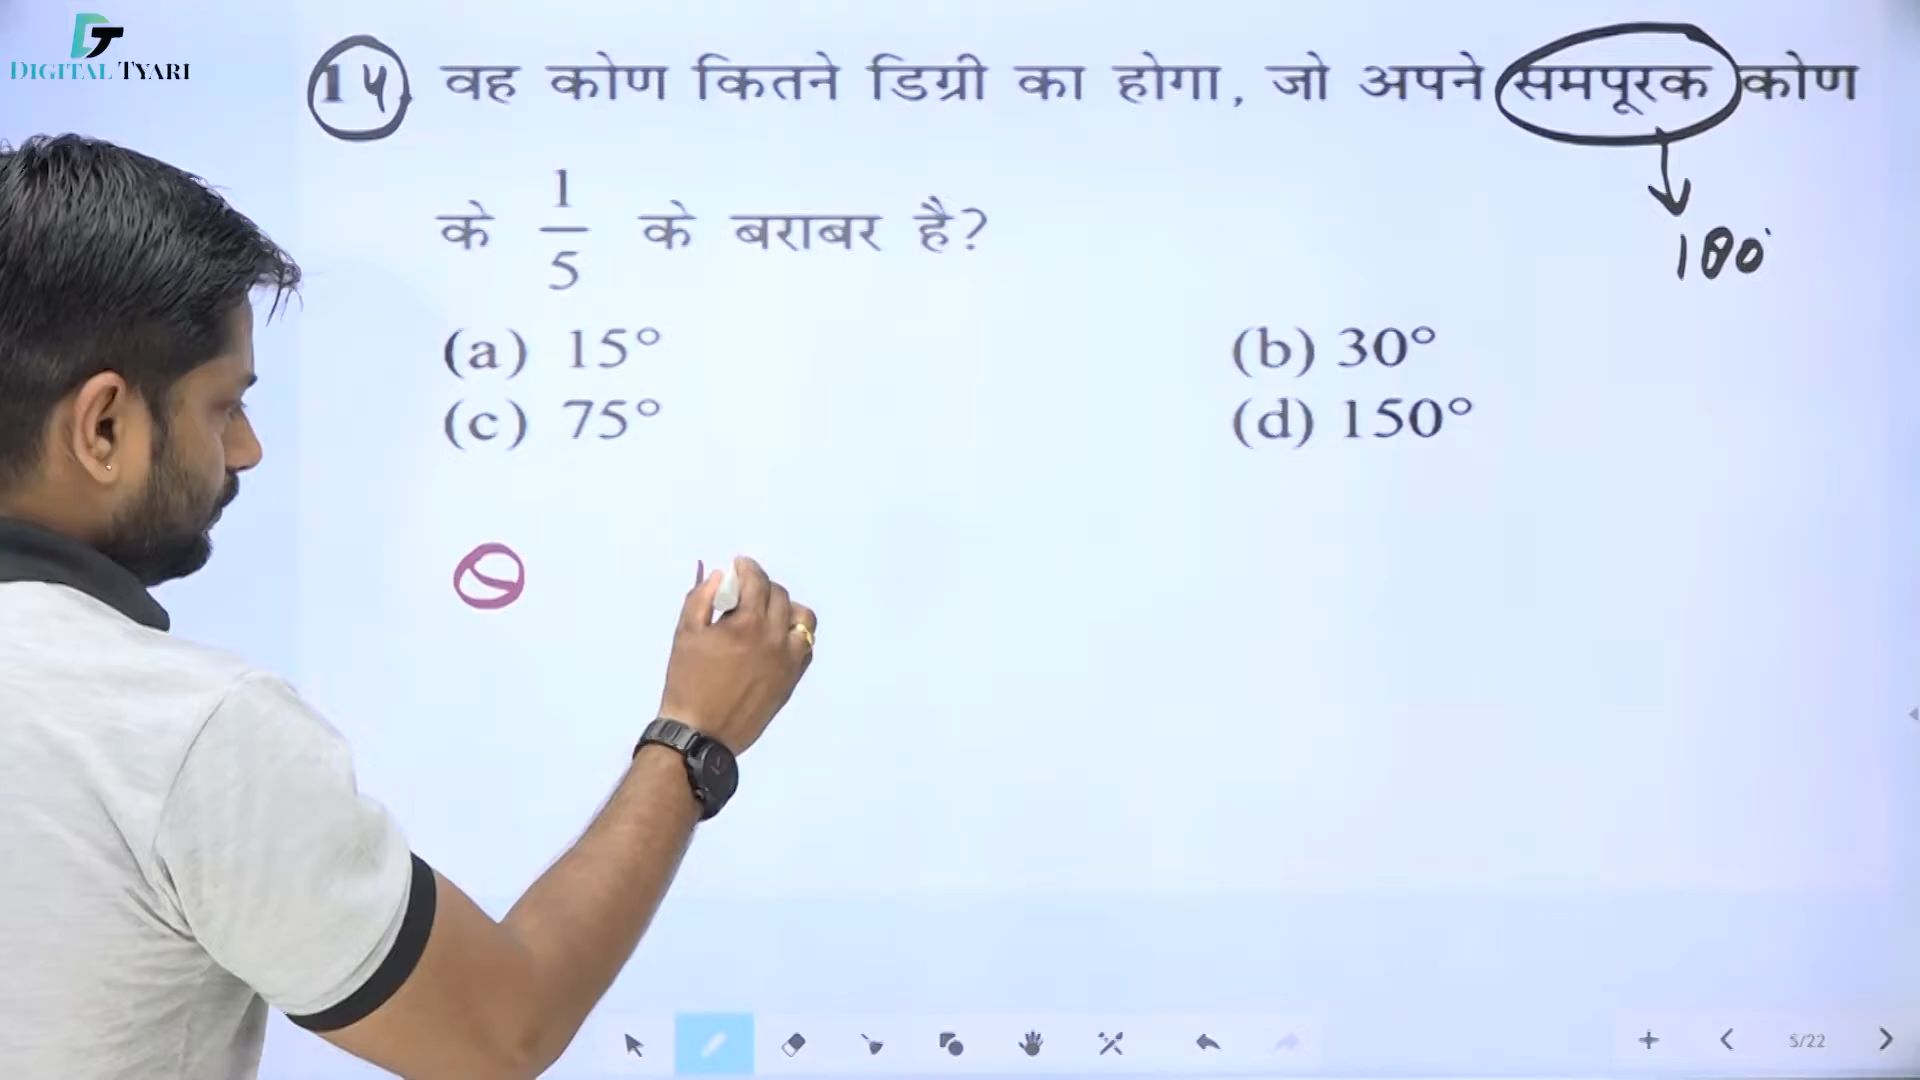 DIGITAL TYARI
14 वह कोण कितने डिग्री का होगा, जो अपने समपूरक कोण
180°
के 1/5 के बराबर है?
(a) 15° (b) 30°
(c) 75° (d) 150°
θ
5/22